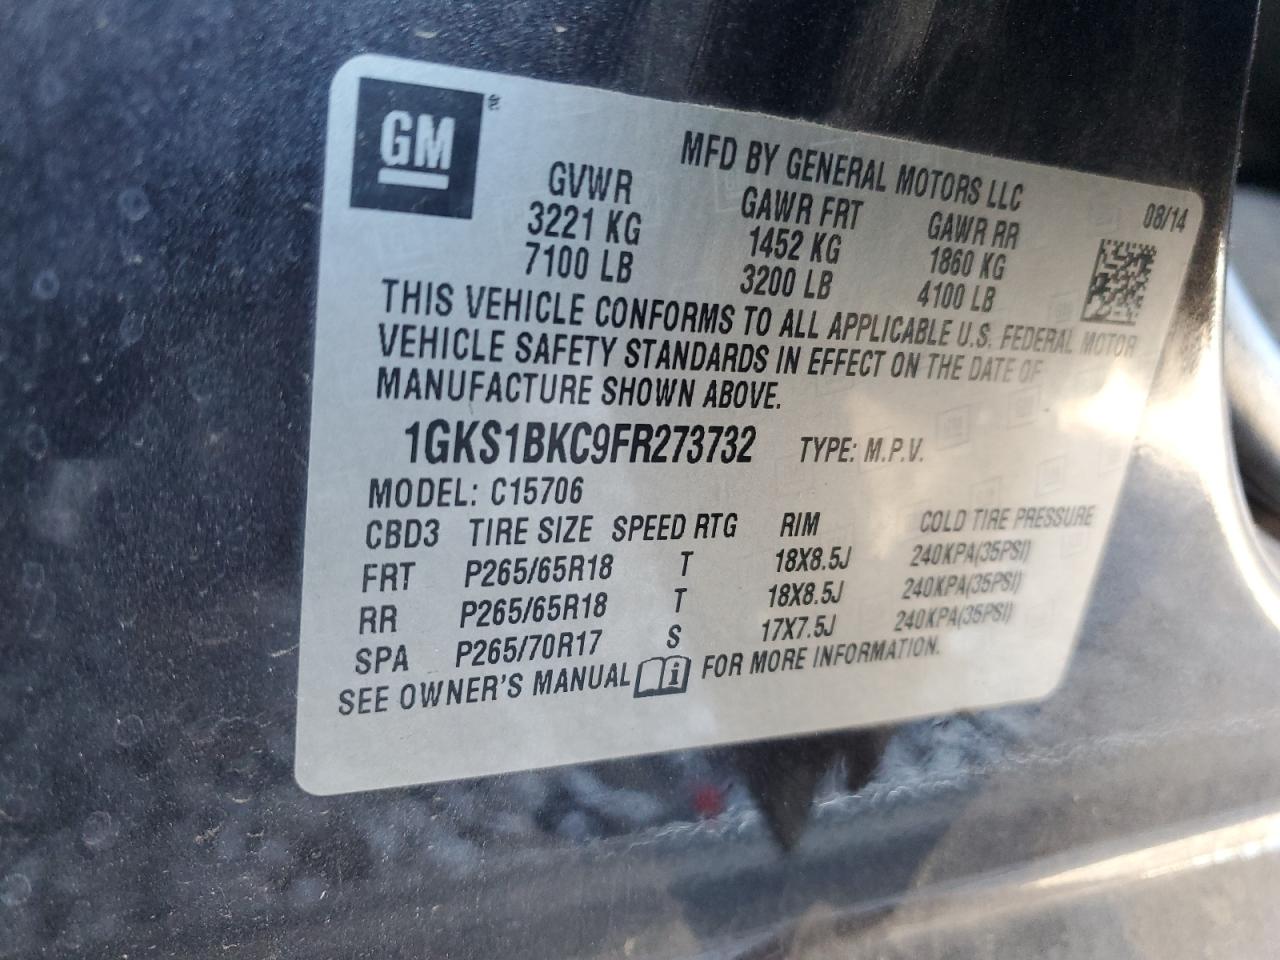 GM ®
MFD BY GENERAL MOTORS LLC
08/14
GVWR GAWR FRT GAWR RR
3221 KG 1452 KG 1860 KG
7100 LB 3200 LB 4100 LB
THIS VEHICLE CONFORMS TO ALL APPLICABLE U.S. FEDERAL MOTOR
VEHICLE SAFETY STANDARDS IN EFFECT ON THE DATE OF
MANUFACTURE SHOWN ABOVE.
1GKS1BKC9FR273732 TYPE: M.P.V.
MODEL: C15706
CBD3 TIRE SIZE SPEED RTG RIM COLD TIRE PRESSURE
FRT P265/65R18 T 18X8.5J 240KPA(35PSI)
RR P265/65R18 T 18X8.5J 240KPA(35PSI)
SPA P265/70R17 S 17X7.5J 240KPA(35PSI)
SEE OWNER'S MANUAL i FOR MORE INFORMATION.